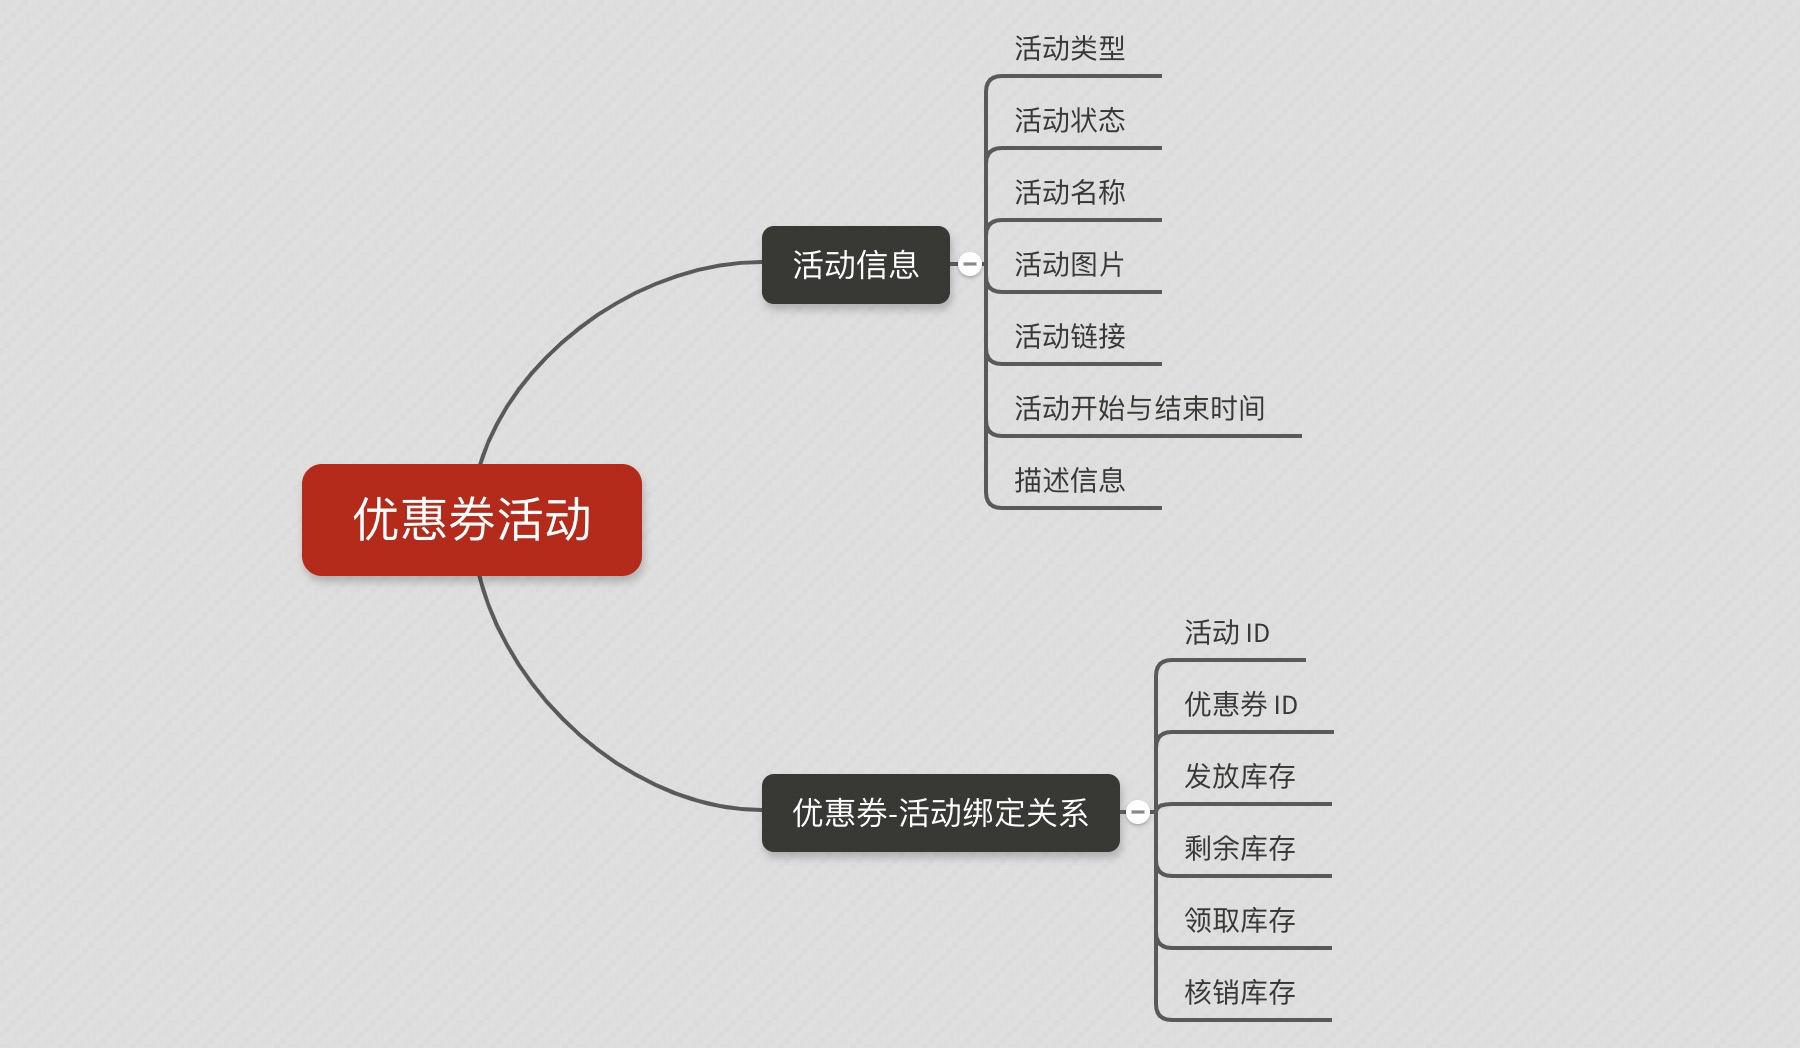 优惠券活动
活动信息
活动类型
活动状态
活动名称
活动图片
活动链接
活动开始与结束时间
描述信息
优惠券-活动绑定关系
活动 ID
优惠券 ID
发放库存
剩余库存
领取库存
核销库存